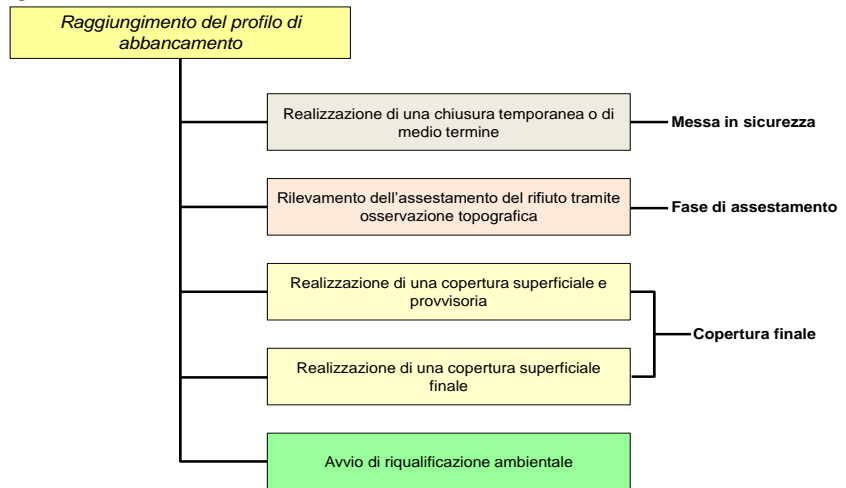 Raggiungimento del profilo di
abbancamento
Realizzazione di una chiusura temporanea o di
medio termine
Messa in sicurezza
Rilevamento dell'assestamento del rifiuto tramite
osservazione topografica
Fase di assestamento
Realizzazione di una copertura superficiale e
provvisoria
Copertura finale
Realizzazione di una copertura superficiale
finale
Avvio di riqualificazione ambientale